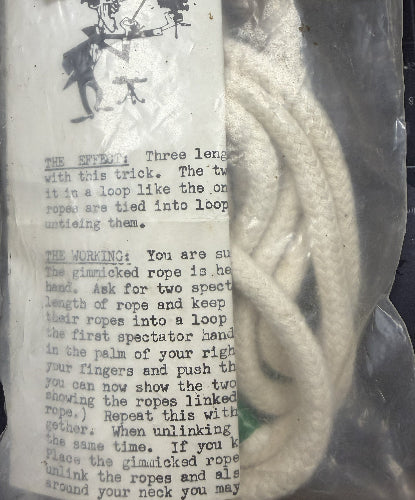 THE EFFECT: Three leng
with this trick. The tw
it in a loop like the on
ropes are tied into loop
untieing them.
THE WORKING: You are su
The gimmicked rope is he
hand. Ask for two spect
length of rope and keep
their ropes into a loop
the first spectator hand
in the palm of your righ
your fingers and push th
you can now show the two
showing the ropes linked
rope.) Repeat this with
gether. When unlinking
the same time. If you k
Place the gimmicked rope
unlink the ropes and als
around your neck you may